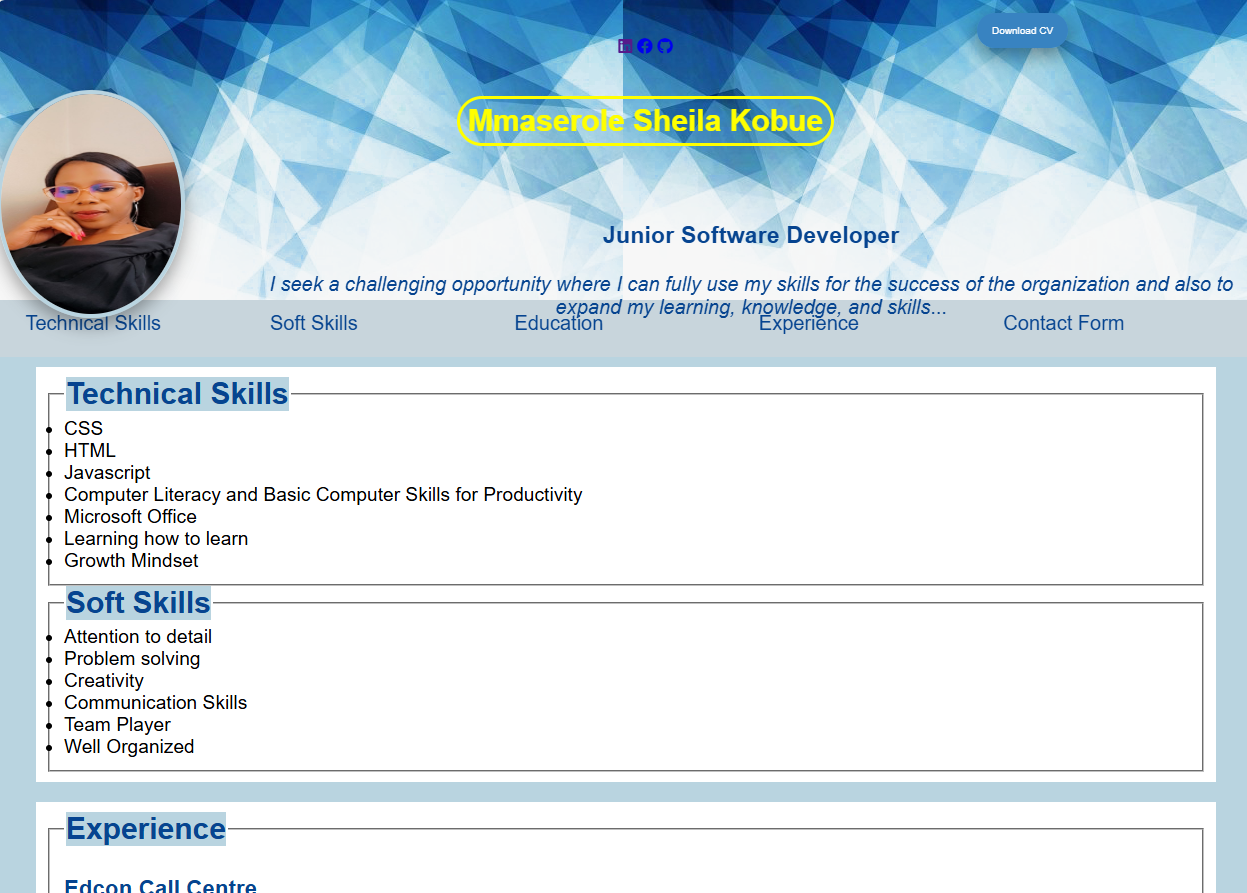 Download CV
Mmaserole Sheila Kobue
Junior Software Developer
I seek a challenging opportunity where I can fully use my skills for the success of the organization and also to
expand my learning, knowledge, and skills...
Technical Skills
Soft Skills
Education
Experience
Contact Form
Technical Skills
CSS
HTML
Javascript
Computer Literacy and Basic Computer Skills for Productivity
Microsoft Office
Learning how to learn
Growth Mindset
Soft Skills
Attention to detail
Problem solving
Creativity
Communication Skills
Team Player
Well Organized
Experience
Edcon Call Centre